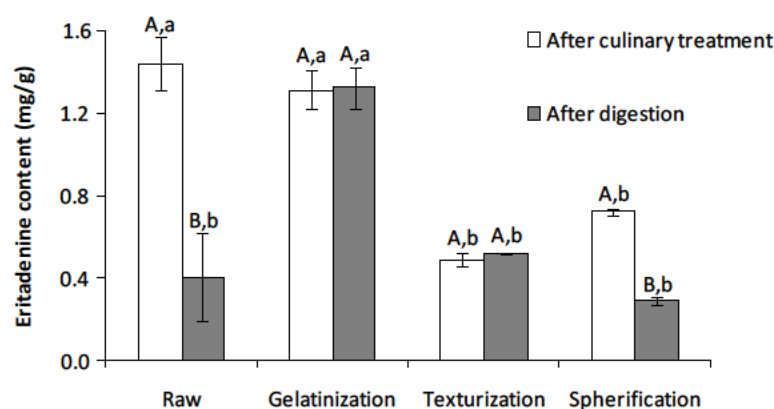 Eritadenine content (mg/g)
1.6
1.2
0.8
0.4
0.0
A,a
B,b
A,a
A,a
A,b
A,b
A,b
B,b
After culinary treatment
After digestion
Raw
Gelatinization
Texturization
Spherification